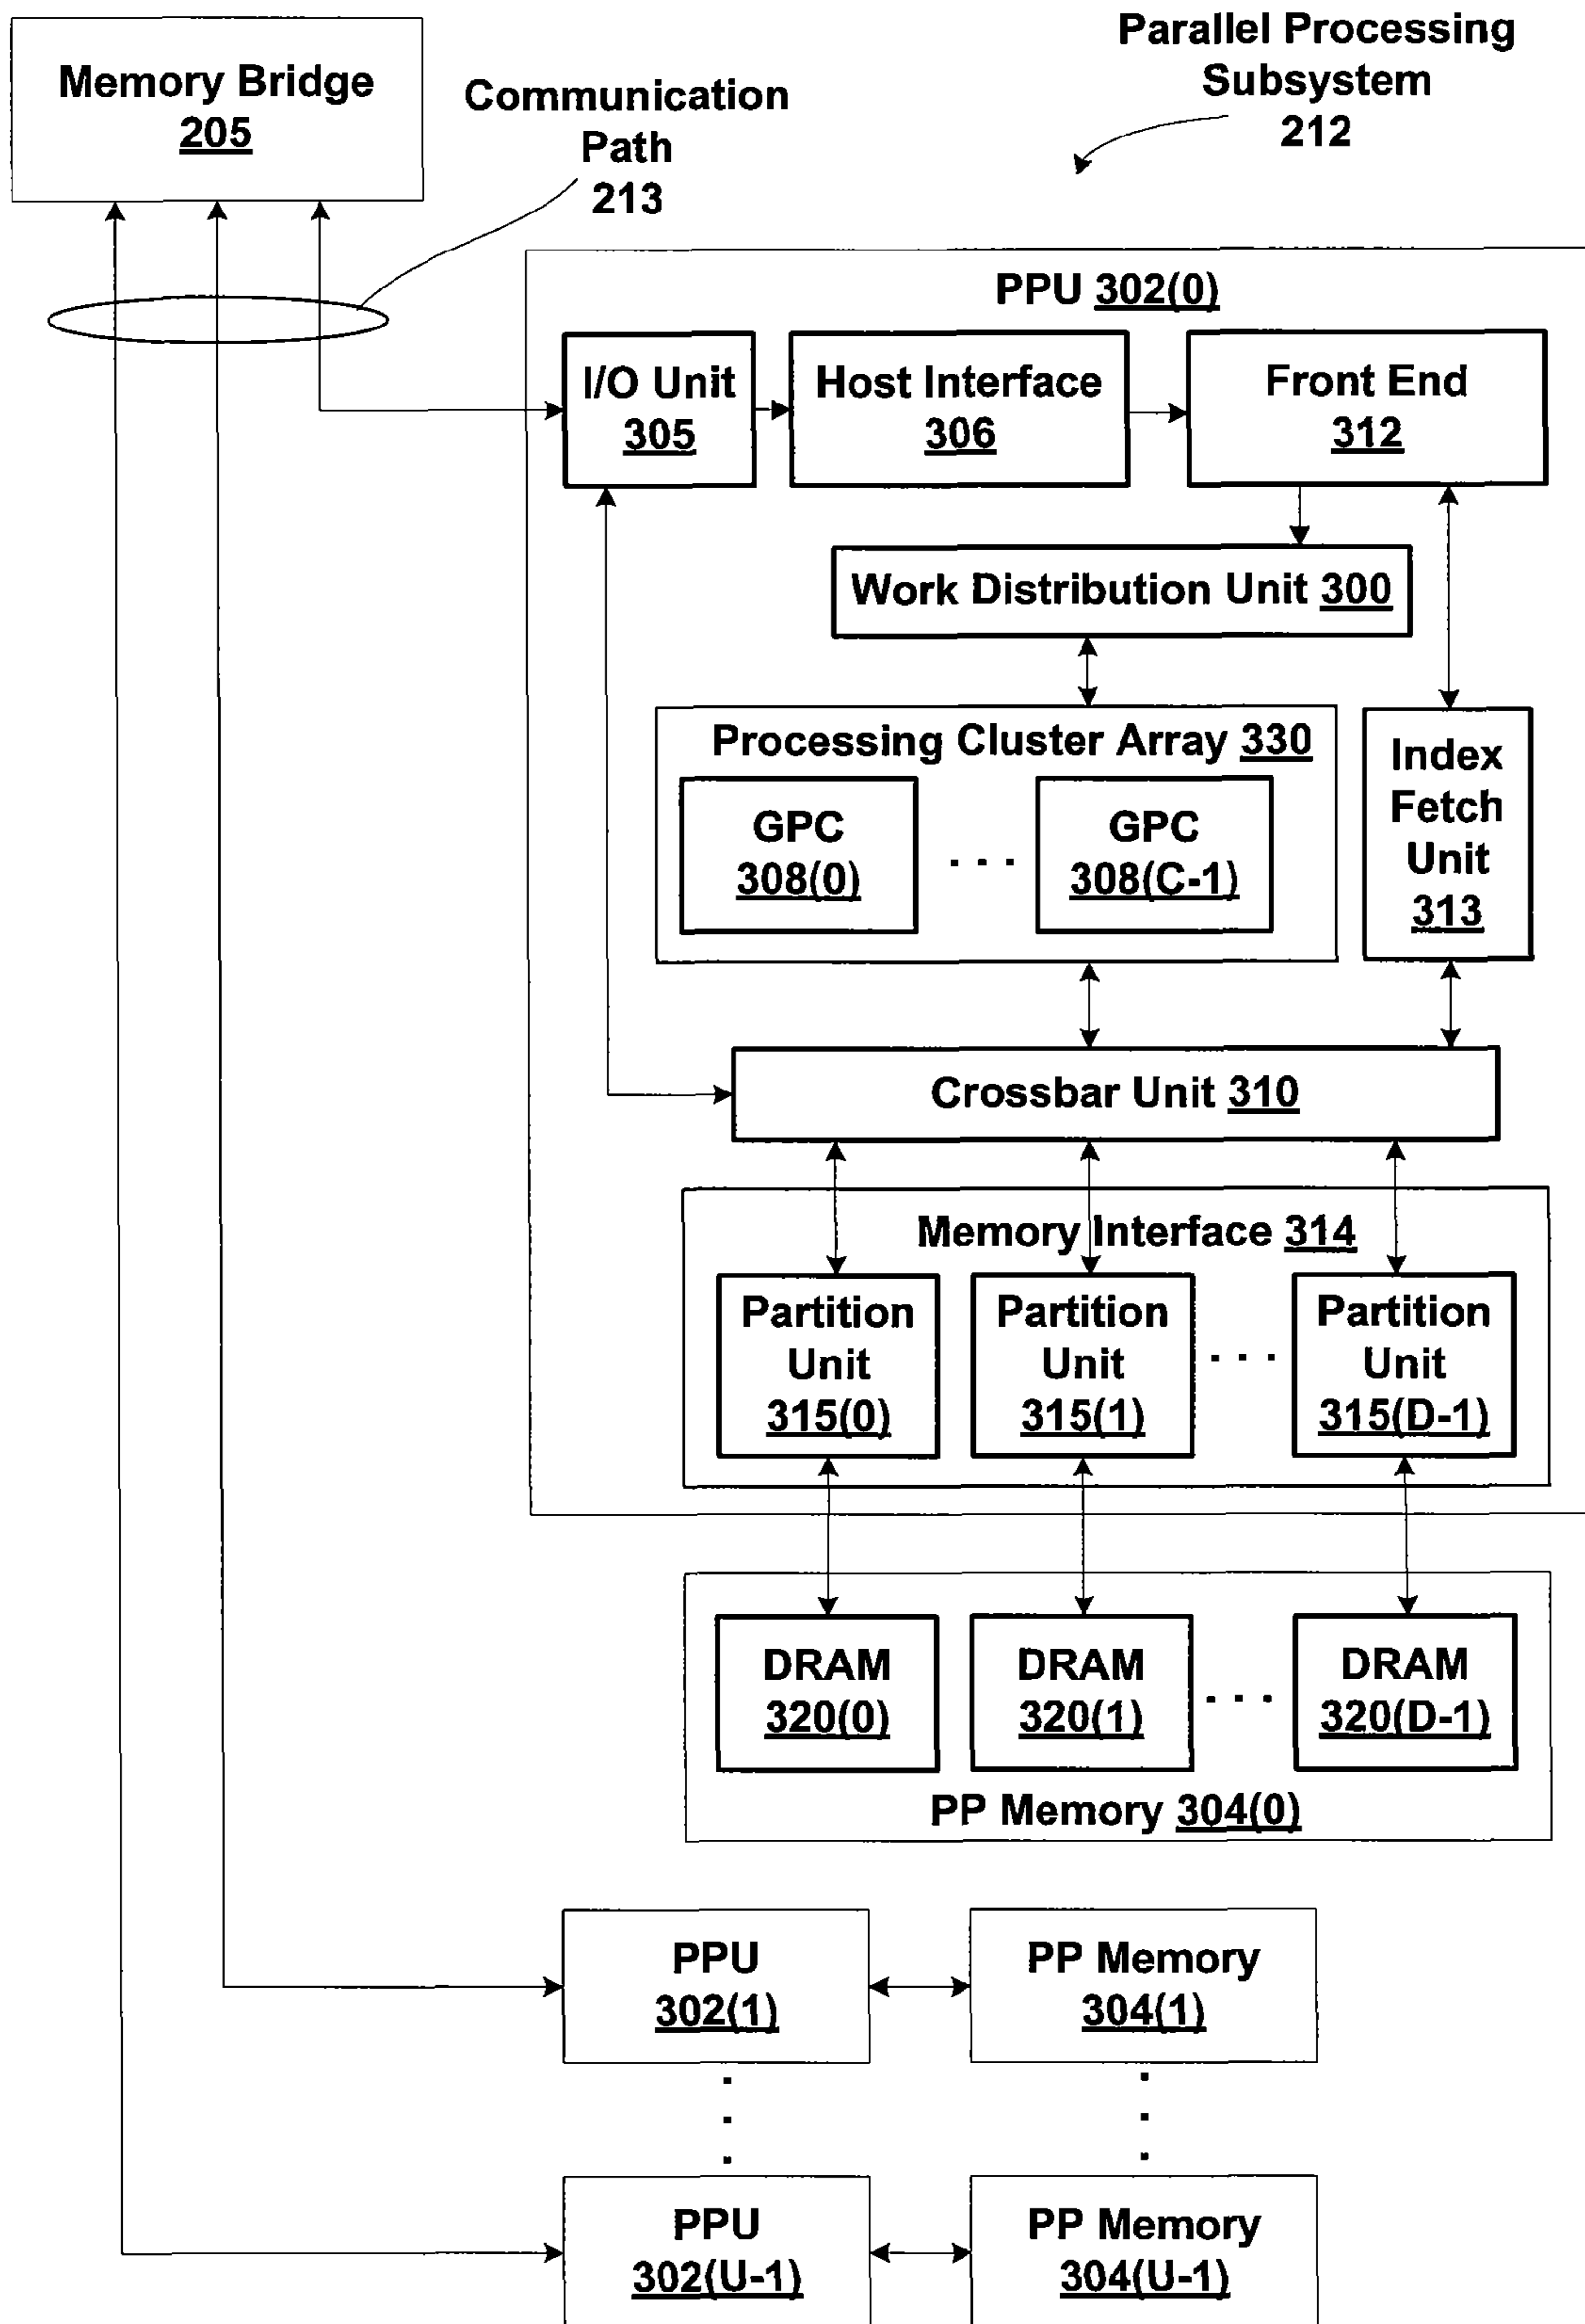 Parallel Processing
Subsystem
212
Memory Bridge
205
Communication
Path
213
PPU 302(0)
I/O Unit
305
Host Interface
306
Front End
312
Work Distribution Unit 300
Processing Cluster Array 330
GPC
308(0)
. . .
GPC
308(C-1)
Index
Fetch
Unit
313
Crossbar Unit 310
Memory Interface 314
Partition
Unit
315(0)
Partition
Unit
315(1)
. . .
Partition
Unit
315(D-1)
DRAM
320(0)
DRAM
320(1)
. . .
DRAM
320(D-1)
PP Memory 304(0)
PPU
302(1)
PP Memory
304(1)
PPU
302(U-1)
PP Memory
304(U-1)